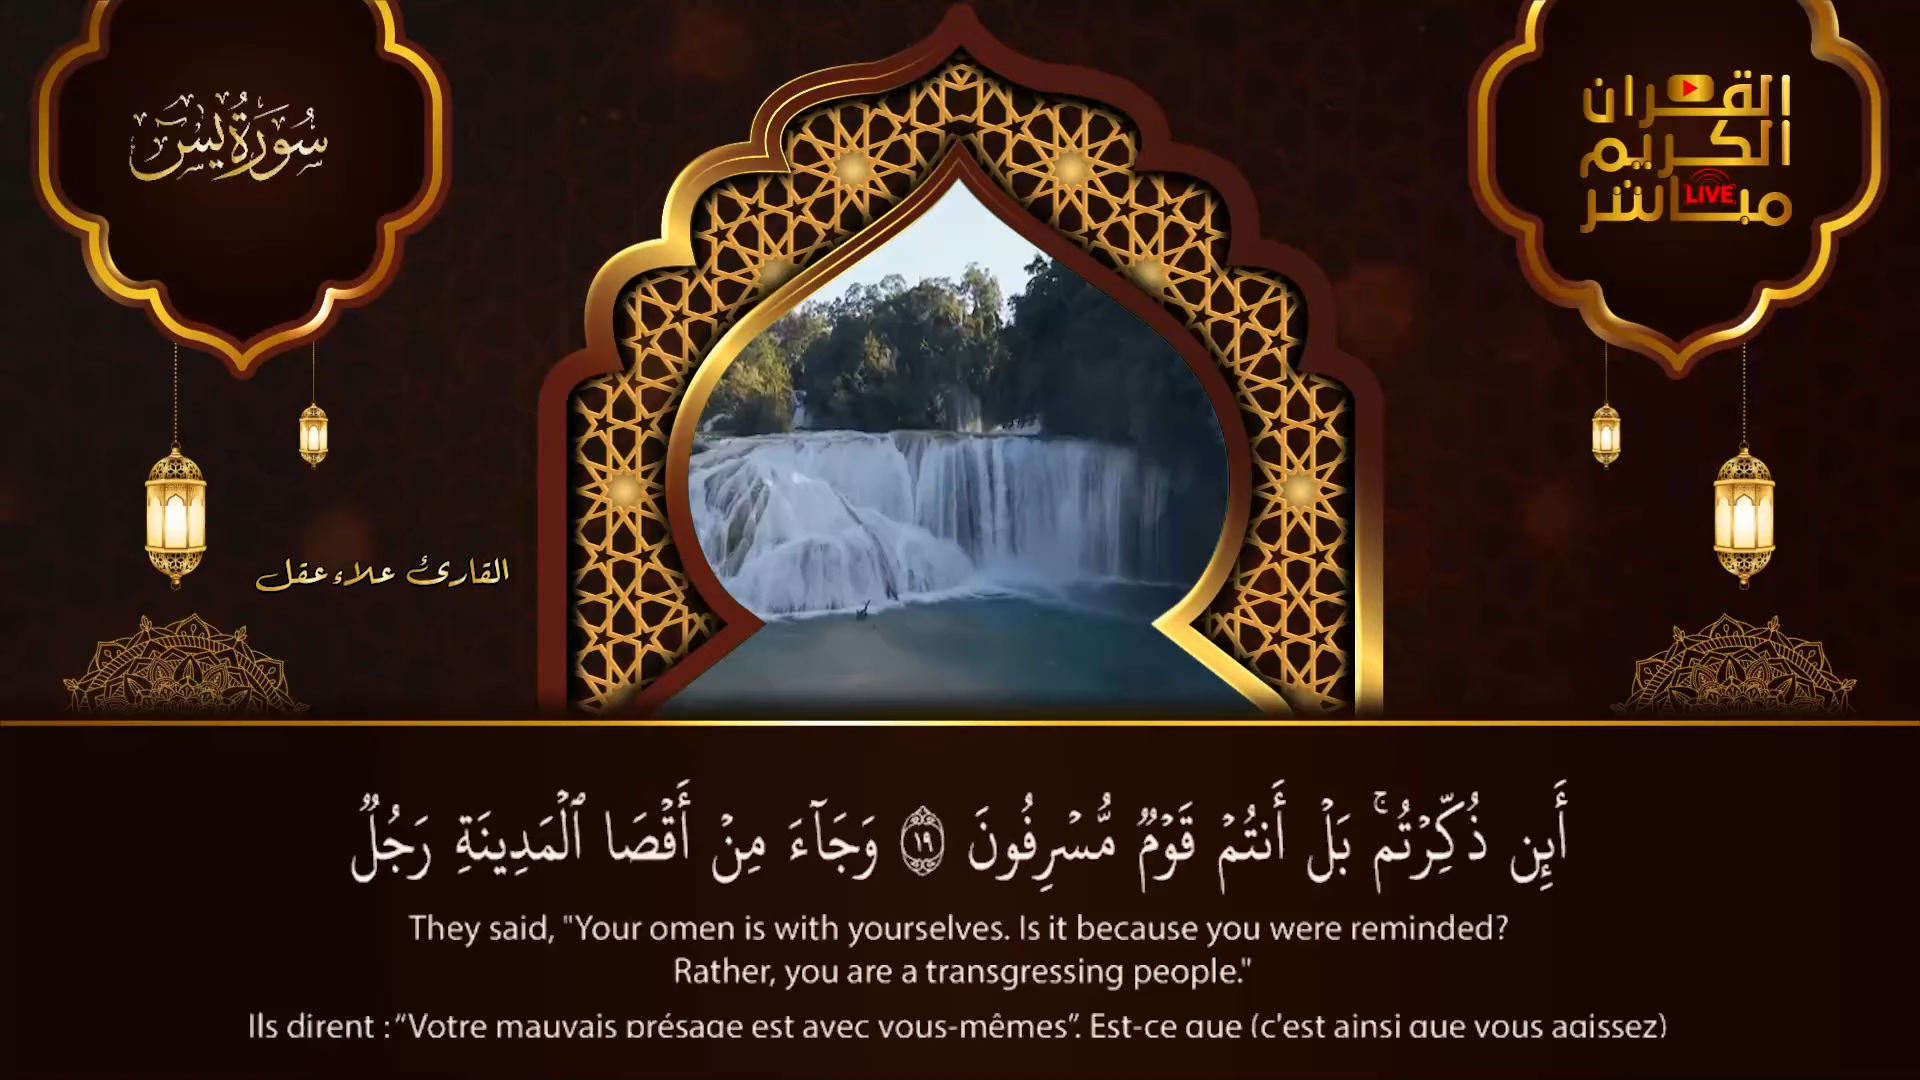 سُورَةُ يسٓ
القرآن
الكريم
مباشر
LIVE
القارئ علاء عقل
أَئِن ذُكِّرۡتُمۚ بَلۡ أَنتُمۡ قَوۡمٞ مُّسۡرِفُونَ ١٩ وَجَآءَ مِنۡ أَقۡصَا ٱلۡمَدِينَةِ رَجُلٞ
They said, "Your omen is with yourselves. Is it because you were reminded?
Rather, you are a transgressing people."
Ils dirent : “Votre mauvais présage est avec vous-mêmes”. Est-ce que (c'est ainsi que vous agissez)